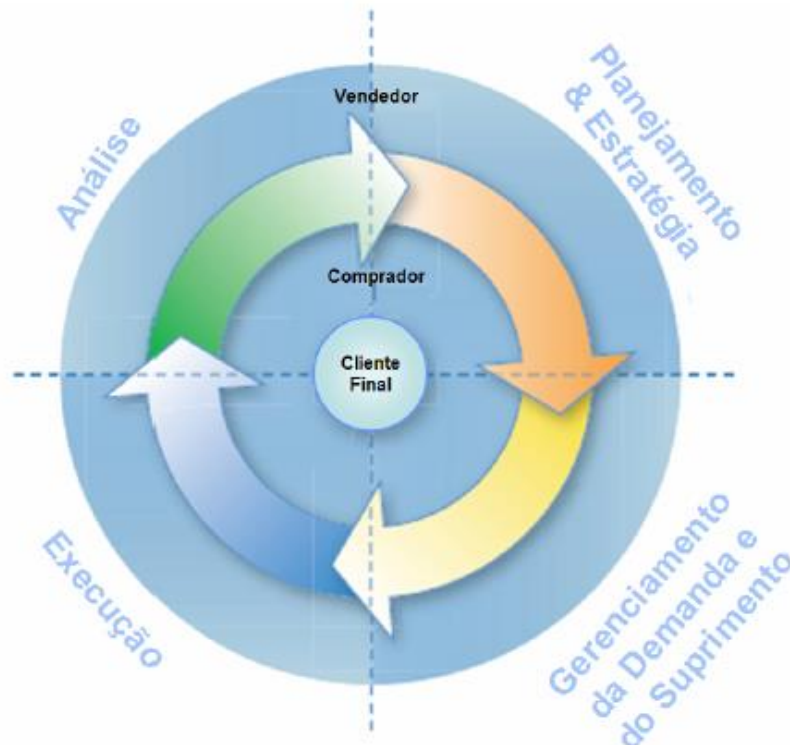 Vendedor
Comprador
Cliente
Final
Análise
Planejamento
& Estratégia
Execução
Gerenciamento
da Demanda e
do Suprimento